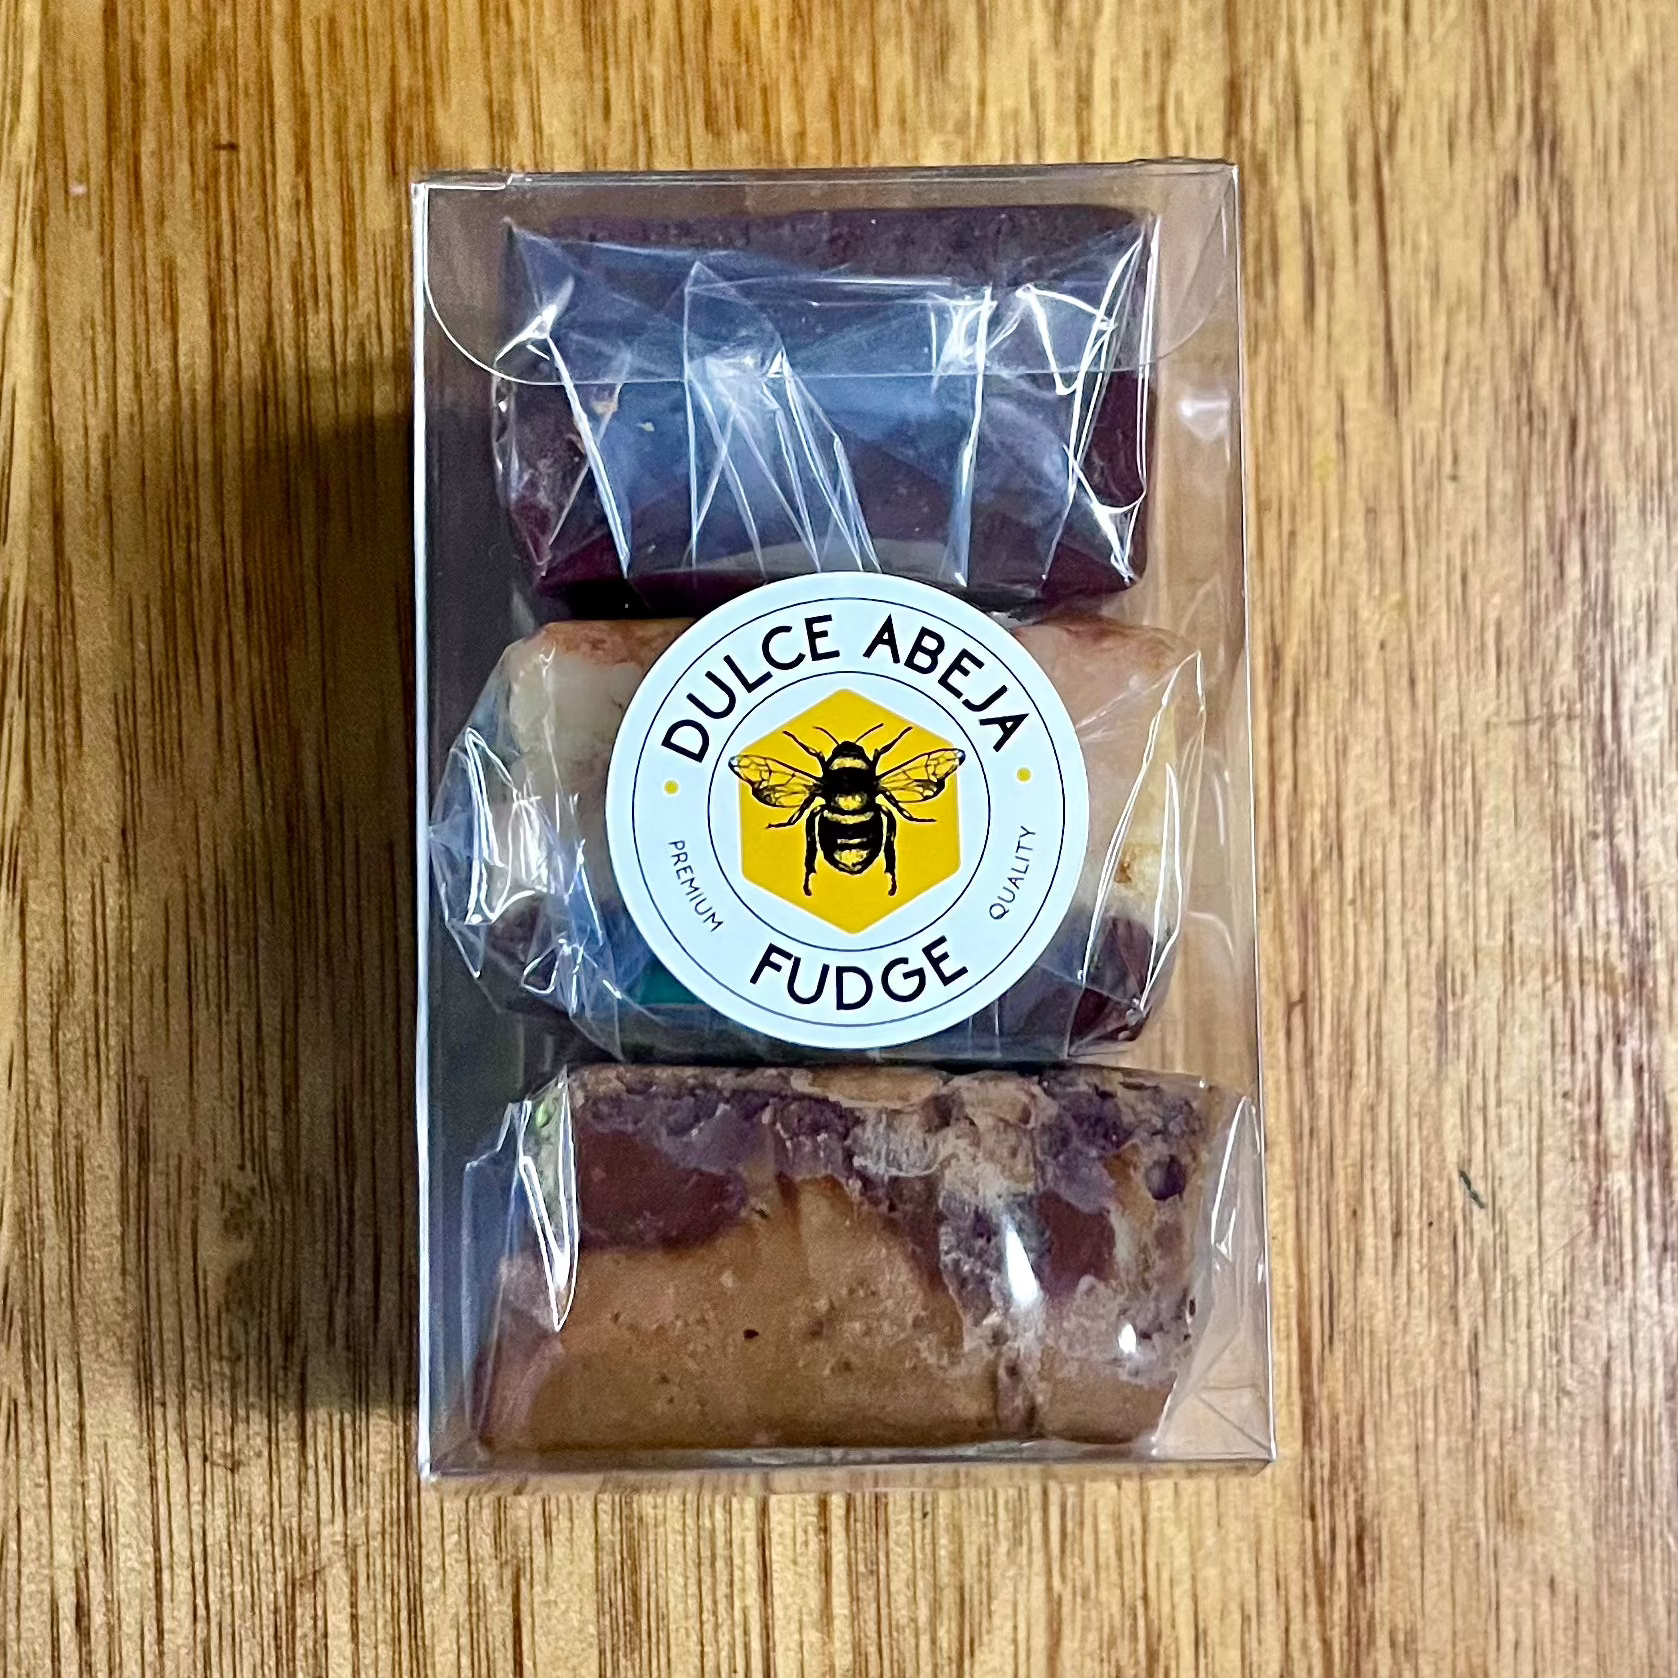 DULCE ABEJA
PREMIUM
QUALITY
FUDGE